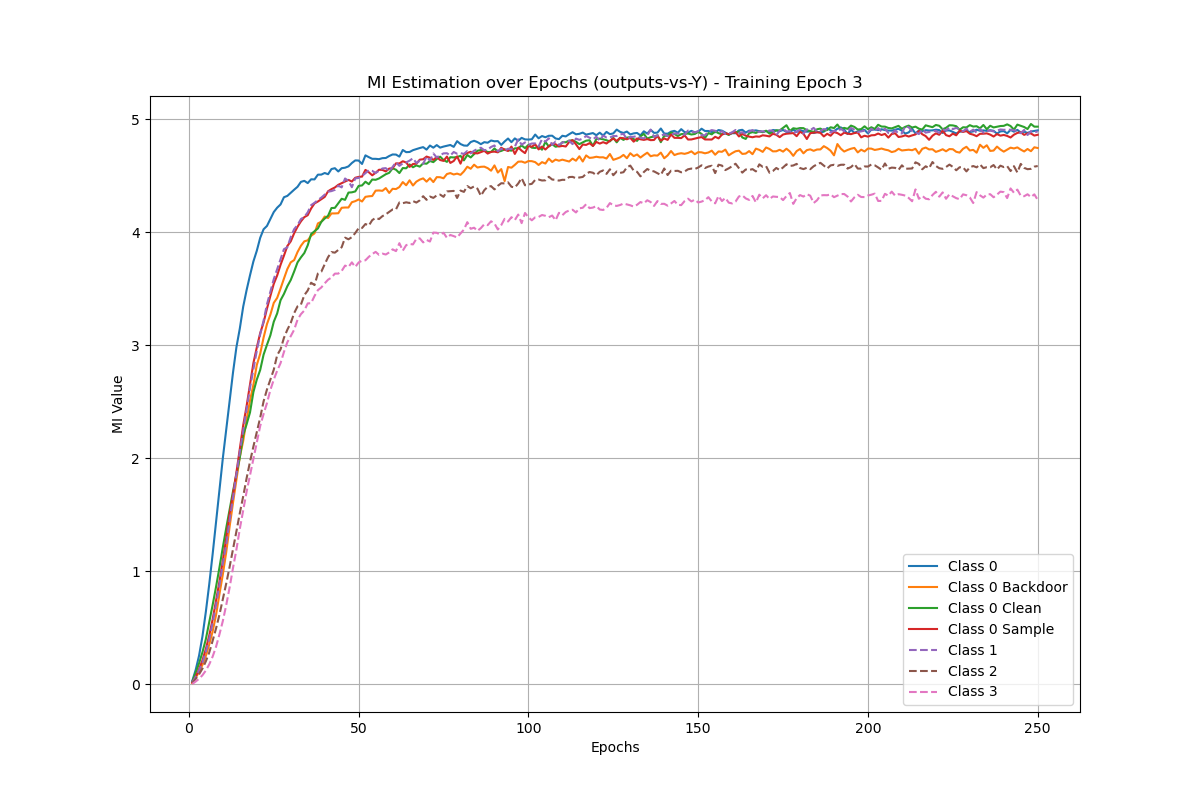 MI Estimation over Epochs (outputs-vs-Y) - Training Epoch 3
5
4
3
2
1
0
MI Value
0 50 100 150 200 250
Epochs
Class 0
Class 0 Backdoor
Class 0 Clean
Class 0 Sample
Class 1
Class 2
Class 3